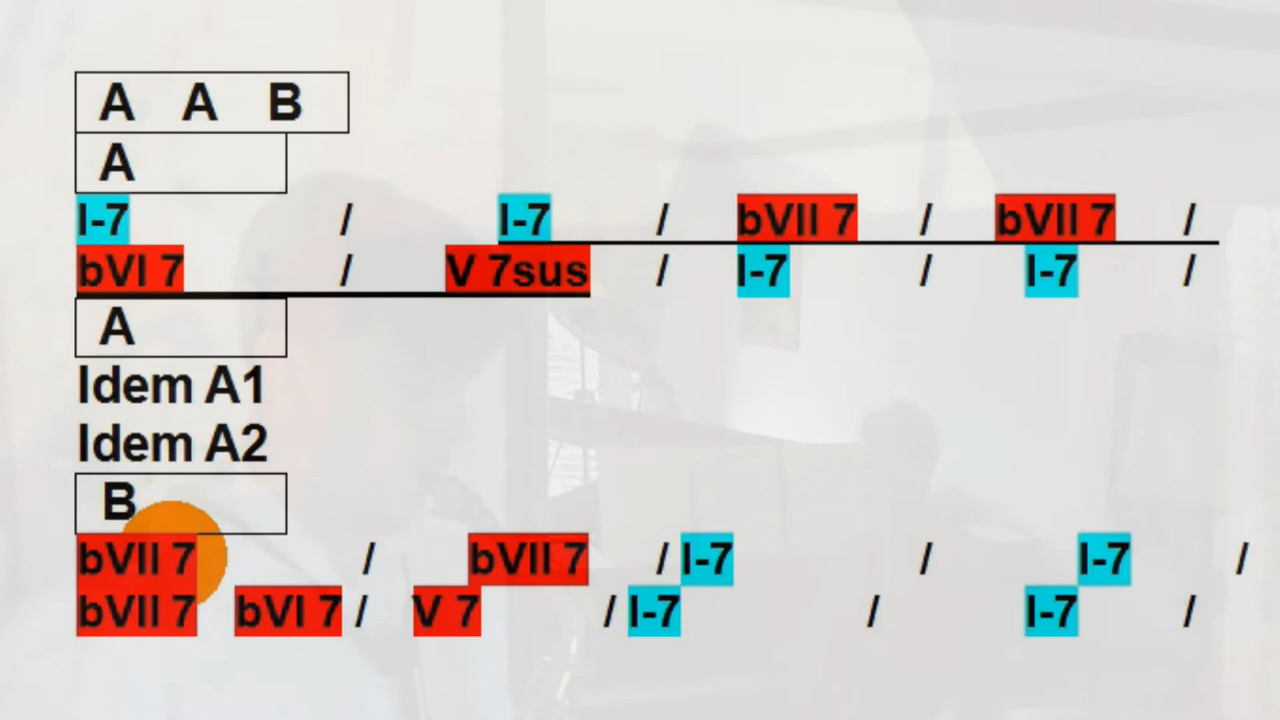 A A B
A
I-7 / I-7 / bVII 7 / bVII 7 /
bVI 7 / V 7sus / I-7 / I-7 /
A
Idem A1
Idem A2
B
bVII 7 / bVII 7 / I-7 / I-7 /
bVII 7 bVI 7 / V 7 / I-7 / I-7 /